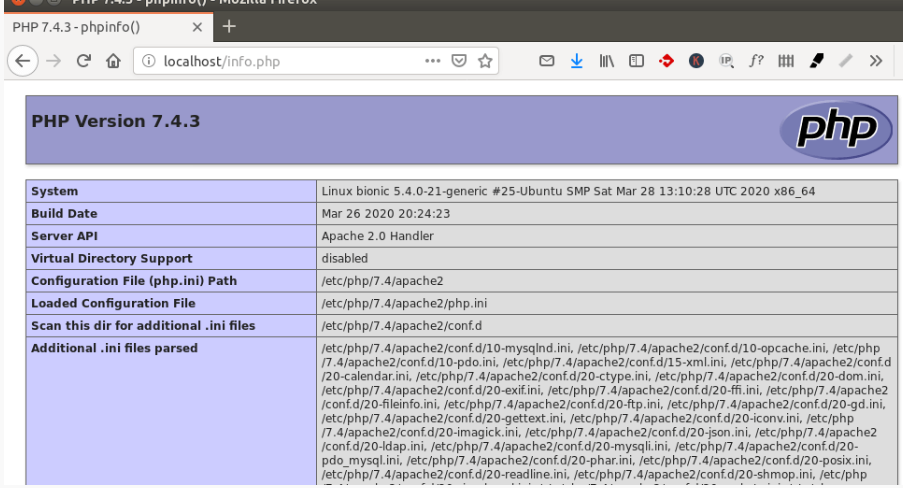 PHP 7.4.3 - phpinfo() - Mozilla Firefox
PHP 7.4.3 - phpinfo()
localhost/info.php
PHP Version 7.4.3
php
System Linux bionic 5.4.0-21-generic #25-Ubuntu SMP Sat Mar 28 13:10:28 UTC 2020 x86_64
Build Date Mar 26 2020 20:24:23
Server API Apache 2.0 Handler
Virtual Directory Support disabled
Configuration File (php.ini) Path /etc/php/7.4/apache2
Loaded Configuration File /etc/php/7.4/apache2/php.ini
Scan this dir for additional .ini files /etc/php/7.4/apache2/conf.d
Additional .ini files parsed /etc/php/7.4/apache2/conf.d/10-mysqlnd.ini, /etc/php/7.4/apache2/conf.d/10-opcache.ini, /etc/php
/7.4/apache2/conf.d/10-pdo.ini, /etc/php/7.4/apache2/conf.d/15-xml.ini, /etc/php/7.4/apache2/conf.d
/20-calendar.ini, /etc/php/7.4/apache2/conf.d/20-ctype.ini, /etc/php/7.4/apache2/conf.d/20-dom.ini,
/etc/php/7.4/apache2/conf.d/20-exif.ini, /etc/php/7.4/apache2/conf.d/20-ffi.ini, /etc/php/7.4/apache2
/conf.d/20-fileinfo.ini, /etc/php/7.4/apache2/conf.d/20-ftp.ini, /etc/php/7.4/apache2/conf.d/20-gd.ini,
/etc/php/7.4/apache2/conf.d/20-gettext.ini, /etc/php/7.4/apache2/conf.d/20-iconv.ini, /etc/php
/7.4/apache2/conf.d/20-imagick.ini, /etc/php/7.4/apache2/conf.d/20-json.ini, /etc/php/7.4/apache2
/conf.d/20-ldap.ini, /etc/php/7.4/apache2/conf.d/20-mysqli.ini, /etc/php/7.4/apache2/conf.d/20-
pdo_mysql.ini, /etc/php/7.4/apache2/conf.d/20-phar.ini, /etc/php/7.4/apache2/conf.d/20-posix.ini,
/etc/php/7.4/apache2/conf.d/20-readline.ini, /etc/php/7.4/apache2/conf.d/20-shmop.ini, /etc/php